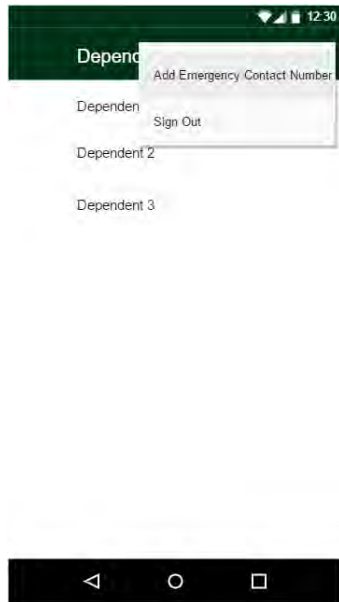 12:30
Depend
Add Emergency Contact Number
Dependen
Sign Out
Dependent 2
Dependent 3